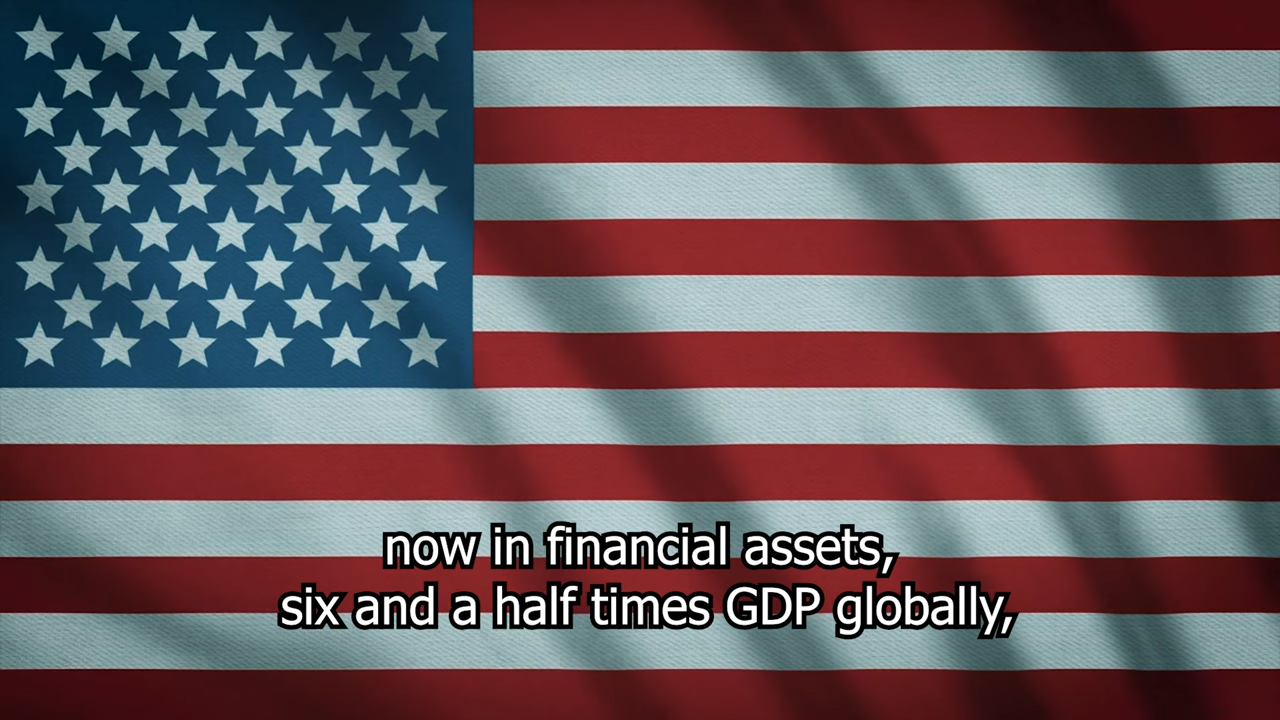 now in financial assets,
six and a half times GDP globally,